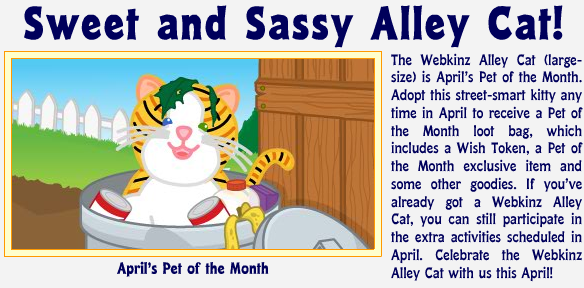 Sweet and Sassy Alley Cat!
The Webkinz Alley Cat (large-
size) is April's Pet of the Month.
Adopt this street-smart kitty any
time in April to receive a Pet of
the Month loot bag, which
includes a Wish Token, a Pet of
the Month exclusive item and
some other goodies. If you've
already got a Webkinz Alley
Cat, you can still participate in
the extra activities scheduled in
April. Celebrate the Webkinz
Alley Cat with us this April!
April's Pet of the Month